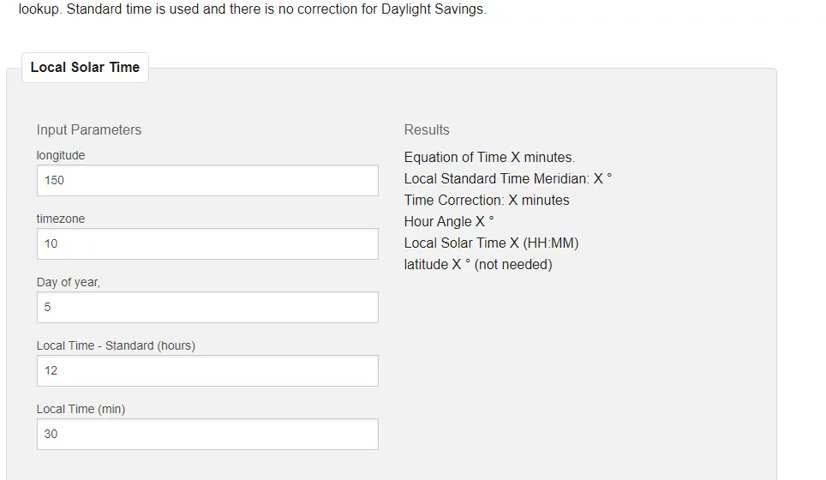 lookup. Standard time is used and there is no correction for Daylight Savings.
Local Solar Time
Input Parameters
longitude
150
timezone
10
Day of year,
5
Local Time - Standard (hours)
12
Local Time (min)
30
Results
Equation of Time X minutes.
Local Standard Time Meridian: X °
Time Correction: X minutes
Hour Angle X °
Local Solar Time X (HH:MM)
latitude X ° (not needed)